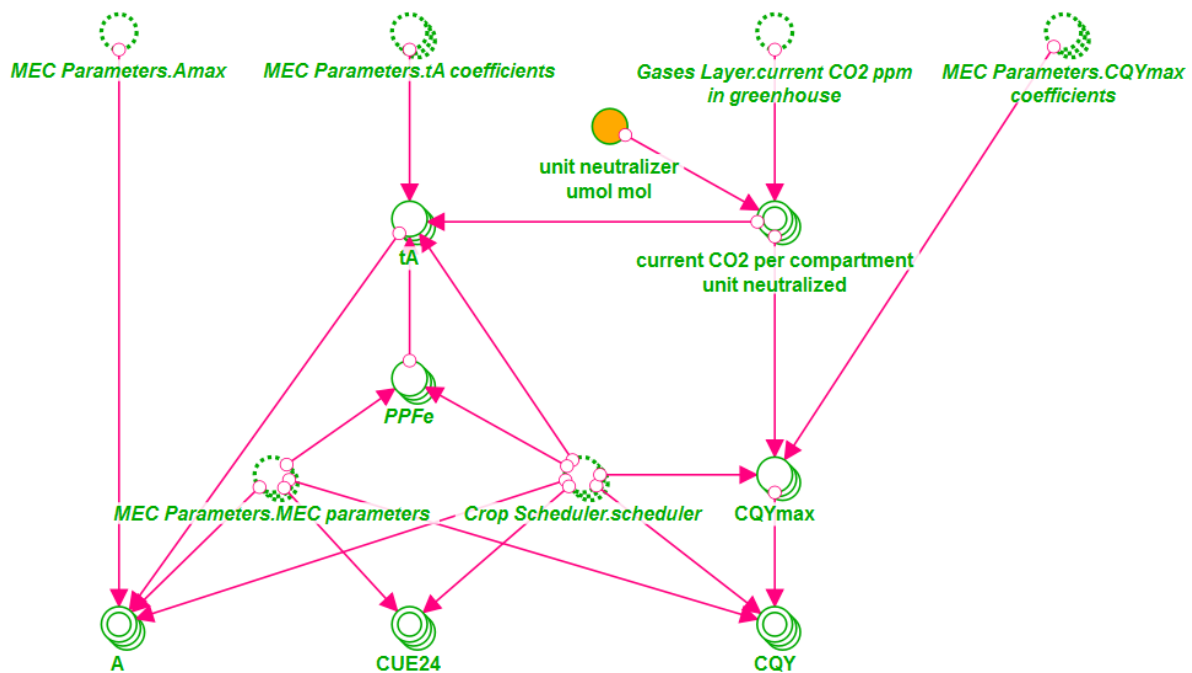 MEC Parameters.Amax
MEC Parameters.tA coefficients
Gases Layer.current CO2 ppm
in greenhouse
MEC Parameters.CQYmax
coefficients
unit neutralizer
umol mol
tA
current CO2 per compartment
unit neutralized
PPFe
MEC Parameters.MEC parameters
Crop Scheduler.scheduler
CQYmax
A
CUE24
CQY